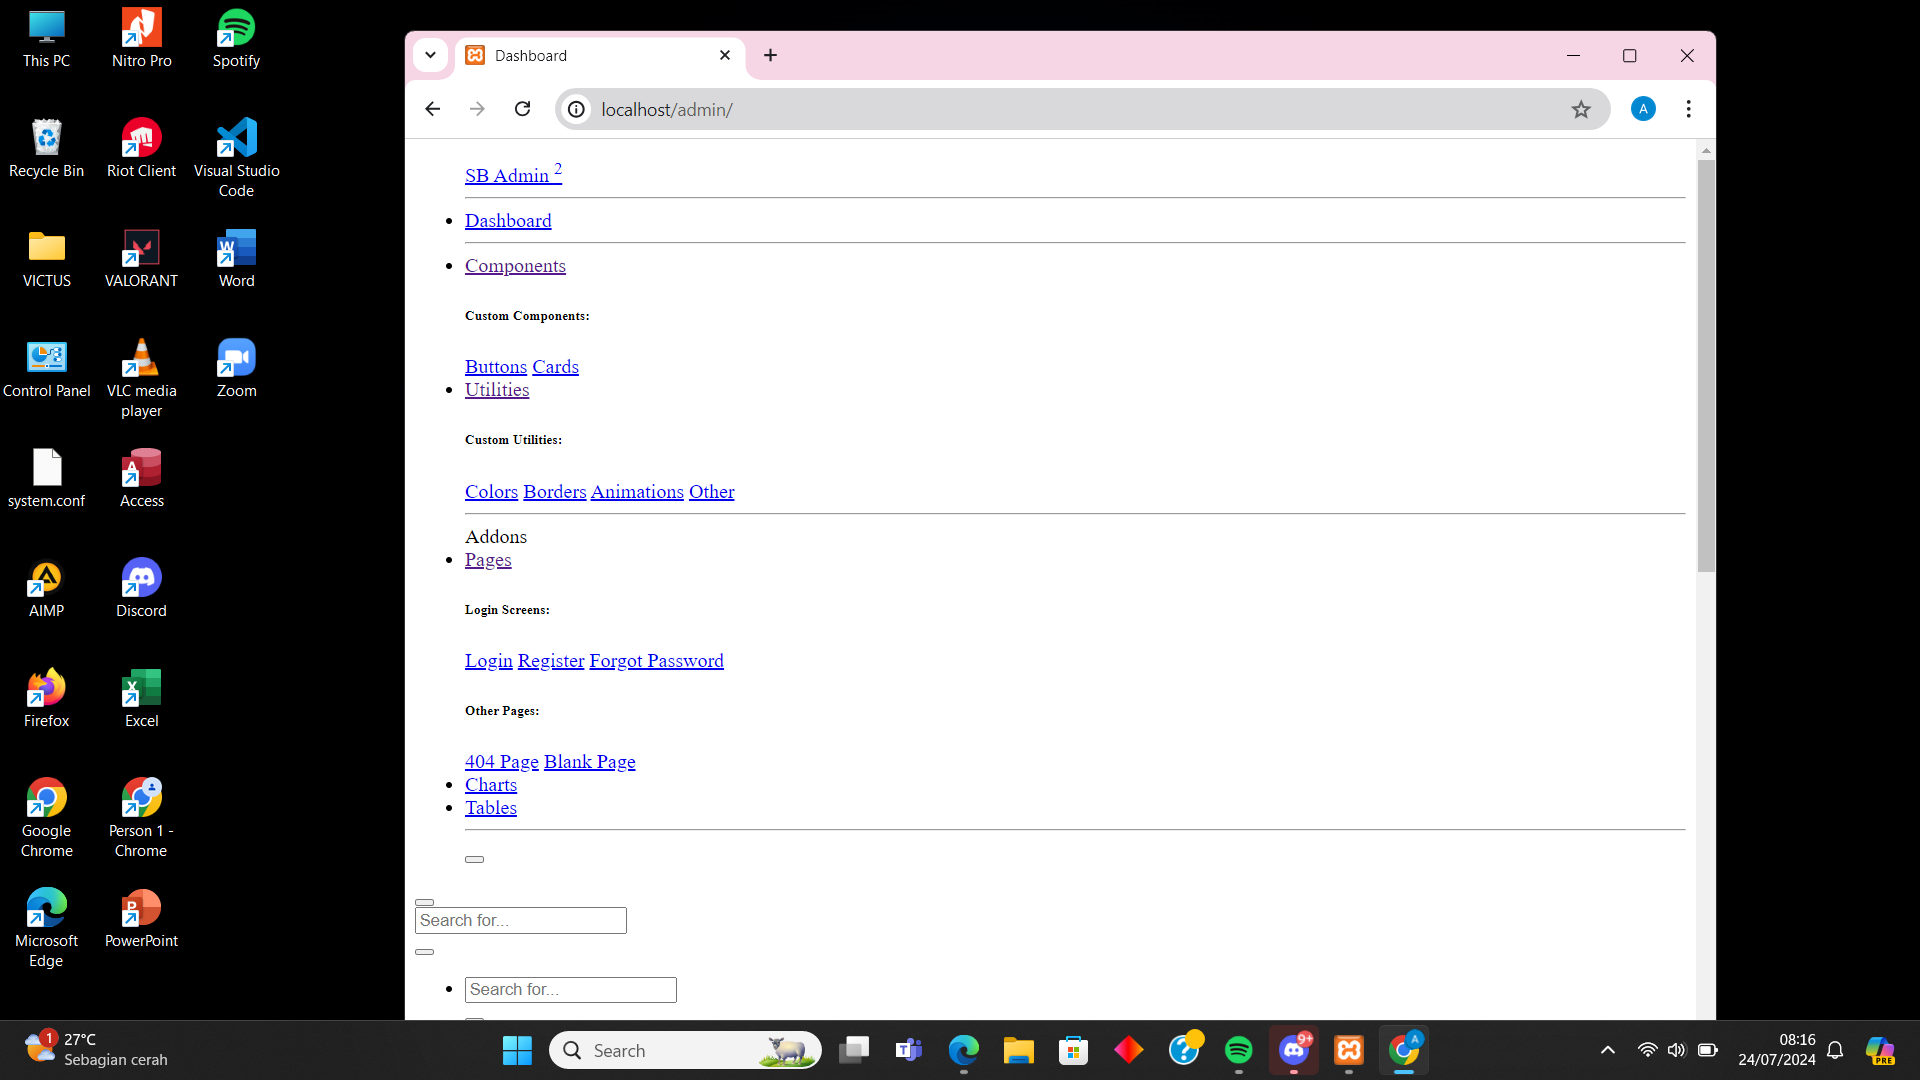 This PC
Nitro Pro
Spotify
Recycle Bin
Riot Client
Visual Studio
Code
VICTUS
VALORANT
Word
Control Panel
VLC media
player
Zoom
system.conf
Access
AIMP
Discord
Firefox
Excel
Google
Chrome
Person 1 -
Chrome
Microsoft
Edge
PowerPoint
Dashboard
localhost/admin/
A
SB Admin 2
Dashboard
Components
Custom Components:
Buttons Cards
Utilities
Custom Utilities:
Colors Borders Animations Other
Addons
Pages
Login Screens:
Login Register Forgot Password
Other Pages:
404 Page Blank Page
Charts
Tables
Search for...
Search for...
1
27°C
Sebagian cerah
Search
9+
A
08:16
24/07/2024
PRE